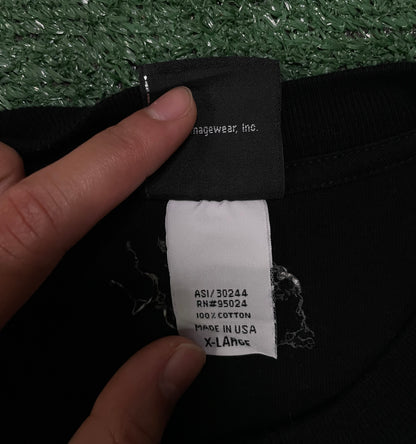 magewear, Inc.
ASI/30244
RN#95024
100% COTTON
MADE IN USA
X-LARGE